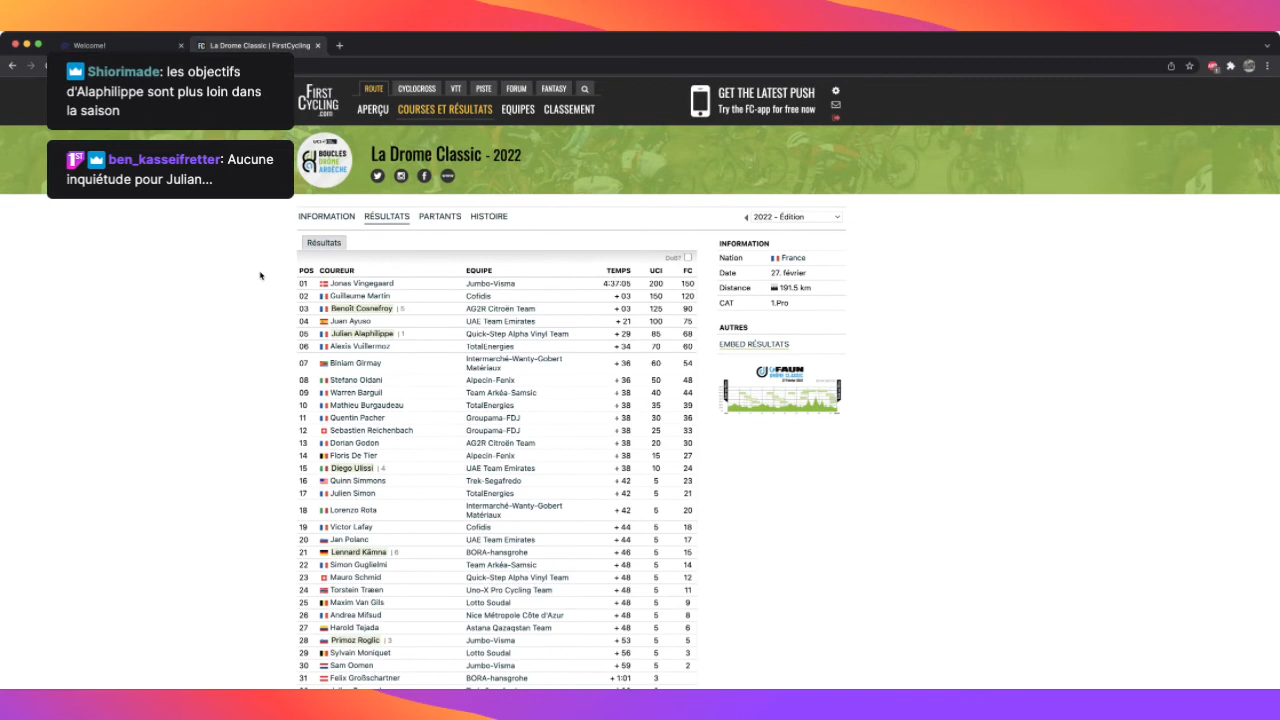 Welcome!
FC La Drome Classic | FirstCycling
Shiorimade: les objectifs
d'Alaphilippe sont plus loin dans
la saison
1ST ben_kasseifretter: Aucune
inquiétude pour Julian...
FIRST
CYCLING
.com
ROUTE CYCLOCROSS VTT PISTE FORUM FANTASY
APERÇU COURSES ET RÉSULTATS EQUIPES CLASSEMENT
GET THE LATEST PUSH
Try the FC-app for free now
BOUCLES
DRÔME
ARDÈCHE
La Drome Classic - 2022
INFORMATION RÉSULTATS PARTANTS HISTOIRE
2022 - Édition
Résultats
POS COUREUR EQUIPE TEMPS UCI FC
01 Jonas Vingegaard Jumbo-Visma 4:37:05 200 150
02 Guillaume Martin Cofidis + 03 150 120
03 Benoît Cosnefroy | 5 AG2R Citroën Team + 03 125 90
04 Juan Ayuso UAE Team Emirates + 21 100 75
05 Julian Alaphilippe | 1 Quick-Step Alpha Vinyl Team + 29 85 68
06 Alexis Vuillermoz TotalEnergies + 34 70 60
07 Biniam Girmay Intermarché-Wanty-Gobert Matériaux + 36 60 54
08 Stefano Oldani Alpecin-Fenix + 36 50 48
09 Warren Barguil Team Arkéa-Samsic + 38 40 44
10 Mathieu Burgaudeau TotalEnergies + 38 35 39
11 Quentin Pacher Groupama-FDJ + 38 30 36
12 Sebastien Reichenbach Groupama-FDJ + 38 25 33
13 Dorian Godon AG2R Citroën Team + 38 20 30
14 Floris De Tier Alpecin-Fenix + 38 15 27
15 Diego Ulissi | 4 UAE Team Emirates + 38 10 24
16 Quinn Simmons Trek-Segafredo + 42 5 23
17 Julien Simon TotalEnergies + 42 5 21
18 Lorenzo Rota Intermarché-Wanty-Gobert Matériaux + 42 5 20
19 Victor Lafay Cofidis + 44 5 18
20 Jan Polanc UAE Team Emirates + 44 5 17
21 Lennard Kämna | 6 BORA-hansgrohe + 46 5 15
22 Simon Guglielmi Team Arkéa-Samsic + 48 5 14
23 Mauro Schmid Quick-Step Alpha Vinyl Team + 48 5 12
24 Torstein Træen Uno-X Pro Cycling Team + 48 5 11
25 Maxim Van Gils Lotto Soudal + 48 5 9
26 Andrea Mifsud Nice Métropole Côte d'Azur + 48 5 8
27 Harold Tejada Astana Qazaqstan Team + 48 5 6
28 Primoz Roglic | 3 Jumbo-Visma + 53 5 5
29 Sylvain Moniquet Lotto Soudal + 56 5 3
30 Sam Oomen Jumbo-Visma + 59 5 2
31 Felix Großschartner BORA-hansgrohe + 1:01 3
INFORMATION
Nation France
Date 27. février
Distance 191.5 km
CAT 1.Pro
AUTRES
EMBED RÉSULTATS
FAUN